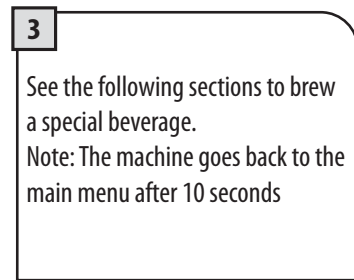 3
See the following sections to brew
a special beverage.
Note: The machine goes back to the
main menu after 10 seconds